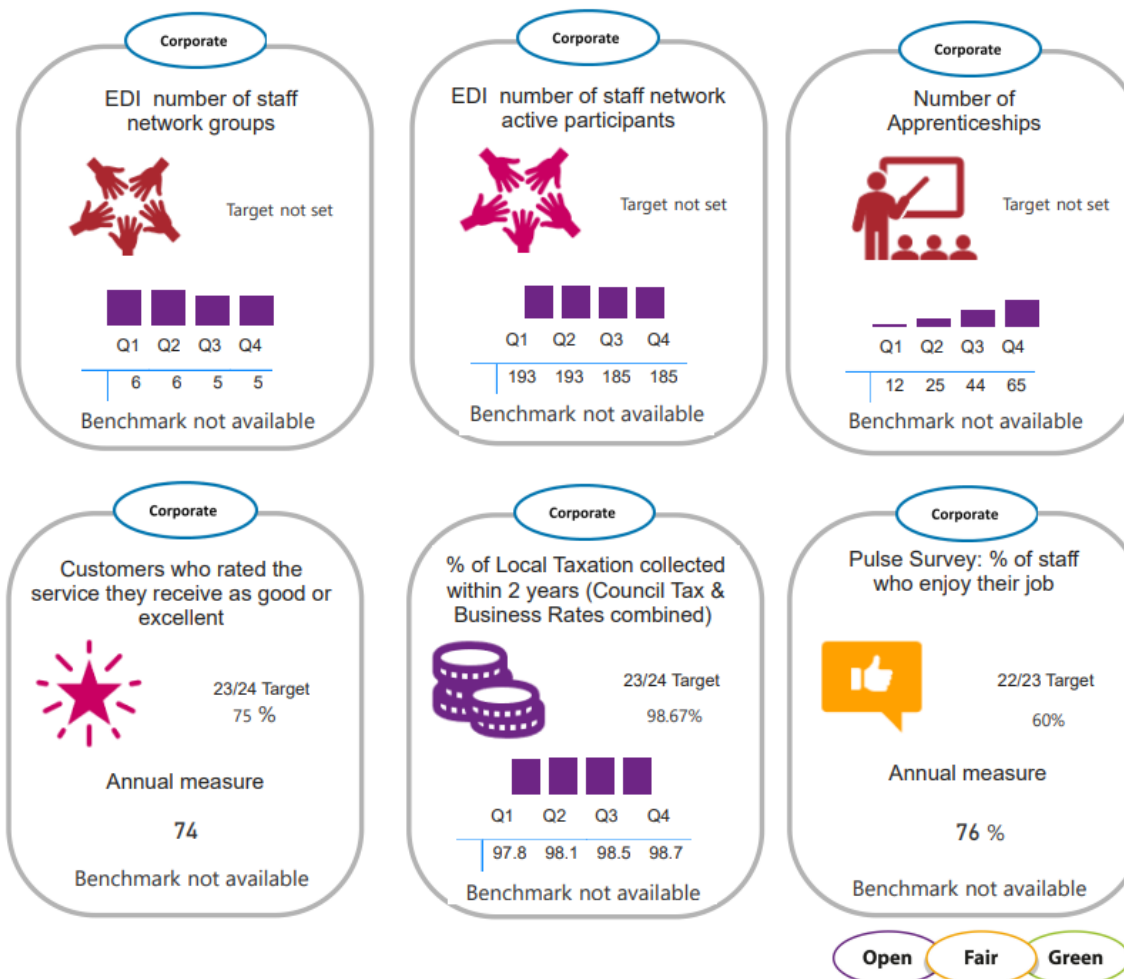 Corporate
EDI number of staff
network groups
Target not set
Q1 Q2 Q3 Q4
6 6 5 5
Benchmark not available
Corporate
EDI number of staff network
active participants
Target not set
Q1 Q2 Q3 Q4
193 193 185 185
Benchmark not available
Corporate
Number of
Apprenticeships
Target not set
Q1 Q2 Q3 Q4
12 25 44 65
Benchmark not available
Corporate
Customers who rated the
service they receive as good or
excellent
23/24 Target
75 %
Annual measure
74
Benchmark not available
Corporate
% of Local Taxation collected
within 2 years (Council Tax &
Business Rates combined)
23/24 Target
98.67%
Q1 Q2 Q3 Q4
97.8 98.1 98.5 98.7
Benchmark not available
Corporate
Pulse Survey: % of staff
who enjoy their job
22/23 Target
60%
Annual measure
76 %
Benchmark not available
Open Fair Green